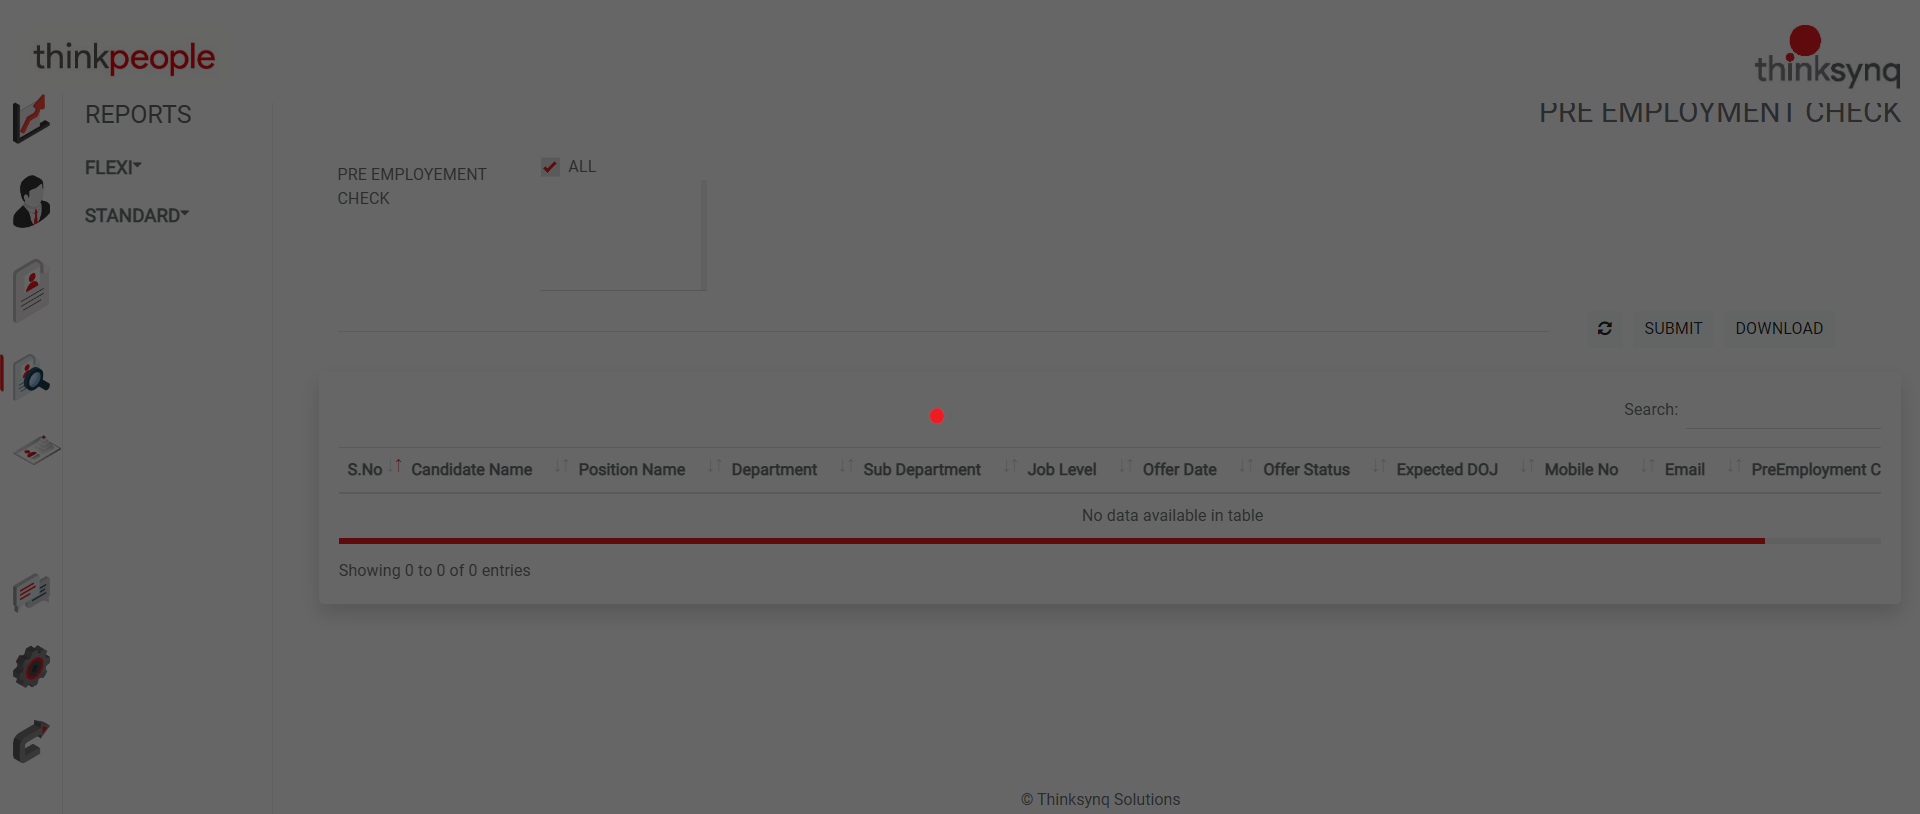 thinkpeople
thinksynq
REPORTS
PRE EMPLOYMENT CHECK
FLEXI
STANDARD
PRE EMPLOYEMENT
CHECK
ALL
SUBMIT DOWNLOAD
Search:
S.No Candidate Name Position Name Department Sub Department Job Level Offer Date Offer Status Expected DOJ Mobile No Email PreEmployment C
No data available in table
Showing 0 to 0 of 0 entries
© Thinksynq Solutions